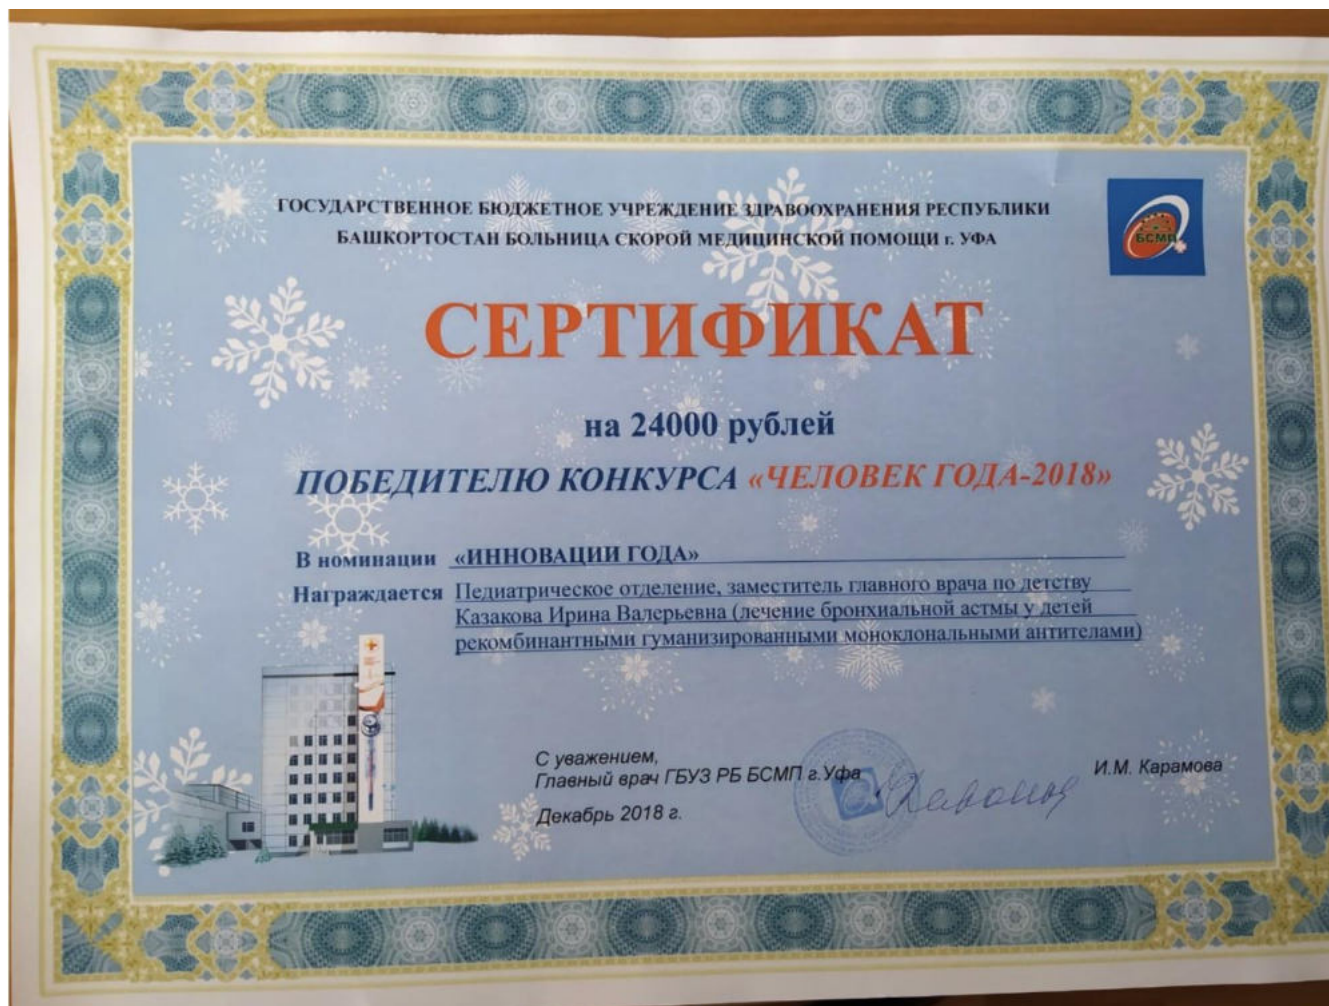 ГОСУДАРСТВЕННОЕ БЮДЖЕТНОЕ УЧРЕЖДЕНИЕ ЗДРАВООХРАНЕНИЯ РЕСПУБЛИКИ
БАШКОРТОСТАН БОЛЬНИЦА СКОРОЙ МЕДИЦИНСКОЙ ПОМОЩИ г. УФА
БСМП
СЕРТИФИКАТ
на 24000 рублей
ПОБЕДИТЕЛЮ КОНКУРСА «ЧЕЛОВЕК ГОДА-2018»
В номинации «ИННОВАЦИИ ГОДА»
Награждается Педиатрическое отделение, заместитель главного врача по детству
Казакова Ирина Валерьевна (лечение бронхиальной астмы у детей
рекомбинантными гуманизированными моноклональными антителами)
С уважением,
Главный врач ГБУЗ РБ БСМП г.Уфа
И.М. Карамова
Декабрь 2018 г.